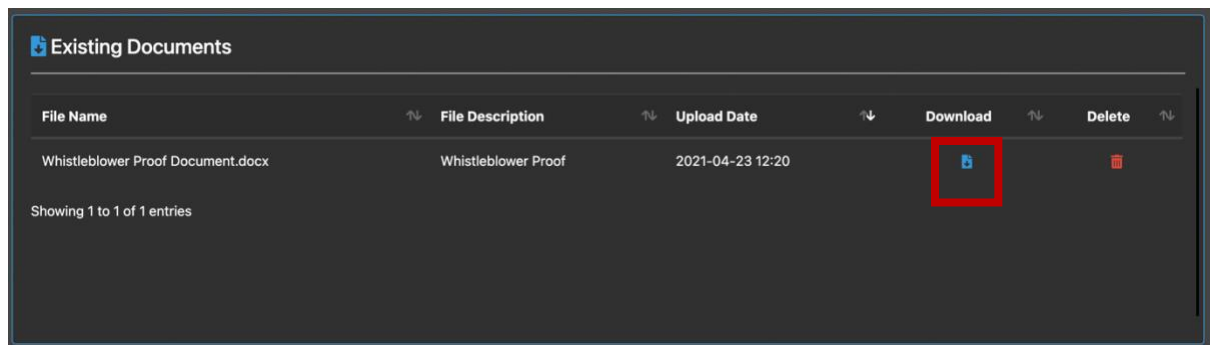 Existing Documents
File Name File Description Upload Date Download Delete
Whistleblower Proof Document.docx Whistleblower Proof 2021-04-23 12:20
Showing 1 to 1 of 1 entries